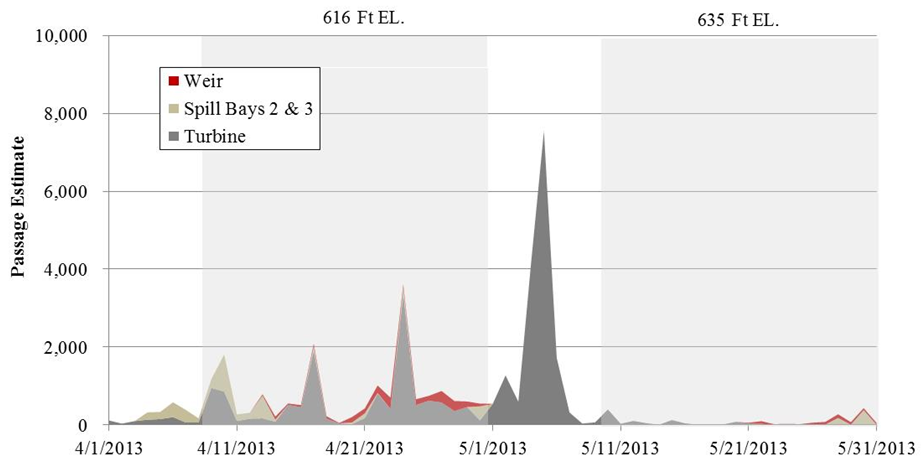 616 Ft EL.
635 Ft EL.
10,000
8,000
6,000
4,000
2,000
0
Passage Estimate
Weir
Spill Bays 2 & 3
Turbine
4/1/2013
4/11/2013
4/21/2013
5/1/2013
5/11/2013
5/21/2013
5/31/2013